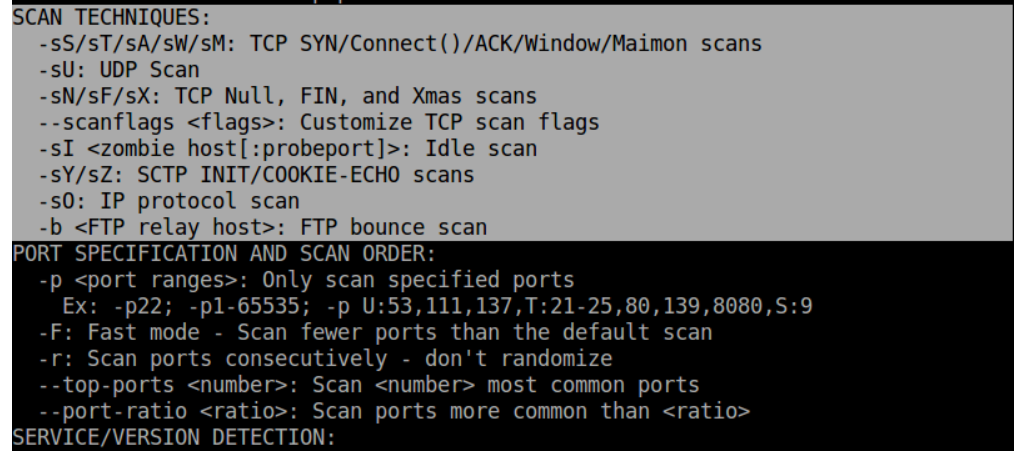 SCAN TECHNIQUES:
  -sS/sT/sA/sW/sM: TCP SYN/Connect()/ACK/Window/Maimon scans
  -sU: UDP Scan
  -sN/sF/sX: TCP Null, FIN, and Xmas scans
  --scanflags <flags>: Customize TCP scan flags
  -sI <zombie host[:probeport]>: Idle scan
  -sY/sZ: SCTP INIT/COOKIE-ECHO scans
  -sO: IP protocol scan
  -b <FTP relay host>: FTP bounce scan
PORT SPECIFICATION AND SCAN ORDER:
  -p <port ranges>: Only scan specified ports
    Ex: -p22; -p1-65535; -p U:53,111,137,T:21-25,80,139,8080,S:9
  -F: Fast mode - Scan fewer ports than the default scan
  -r: Scan ports consecutively - don't randomize
  --top-ports <number>: Scan <number> most common ports
  --port-ratio <ratio>: Scan ports more common than <ratio>
SERVICE/VERSION DETECTION: